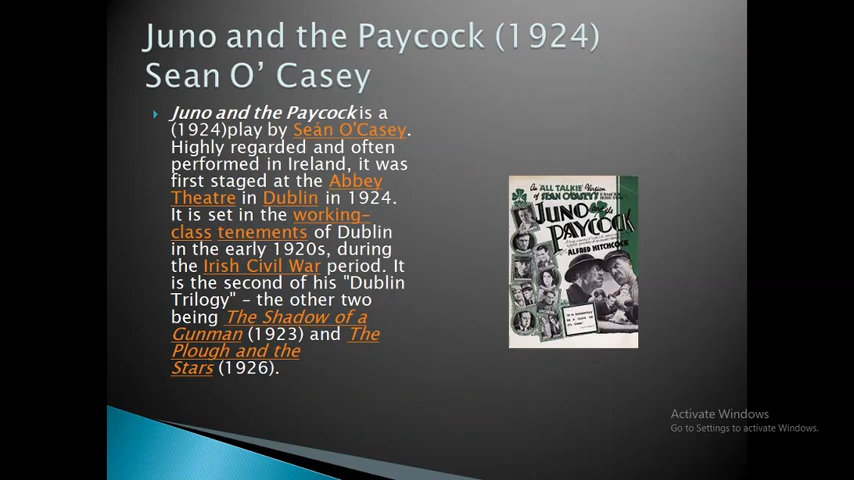 Juno and the Paycock (1924)
Sean O’ Casey
Juno and the Paycock is a
(1924)play by Seán O'Casey.
Highly regarded and often
performed in Ireland, it was
first staged at the Abbey
Theatre in Dublin in 1924.
It is set in the working-
class tenements of Dublin
in the early 1920s, during
the Irish Civil War period. It
is the second of his "Dublin
Trilogy" – the other two
being The Shadow of a
Gunman (1923) and The
Plough and the
Stars (1926).
An "ALL TALKIE" Version
of SEAN O'CASEY'S
JUNO and the
PAYCOCK
ALFRED HITCHCOCK
Activate Windows
Go to Settings to activate Windows.